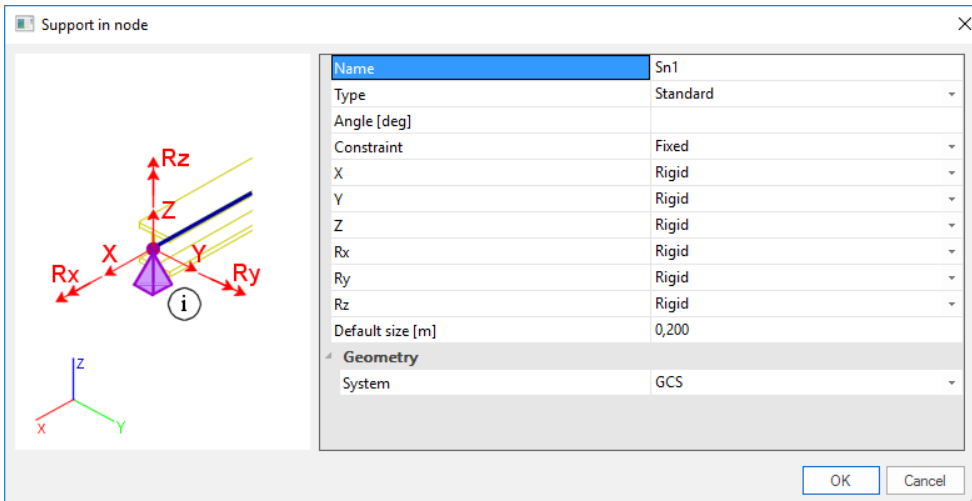 Support in node
Rz
Z
X
Y
Rx
Ry
i
Z
X
Y
Name Sn1
Type Standard
Angle [deg]
Constraint Fixed
X Rigid
Y Rigid
Z Rigid
Rx Rigid
Ry Rigid
Rz Rigid
Default size [m] 0,200
Geometry
System GCS
OK Cancel